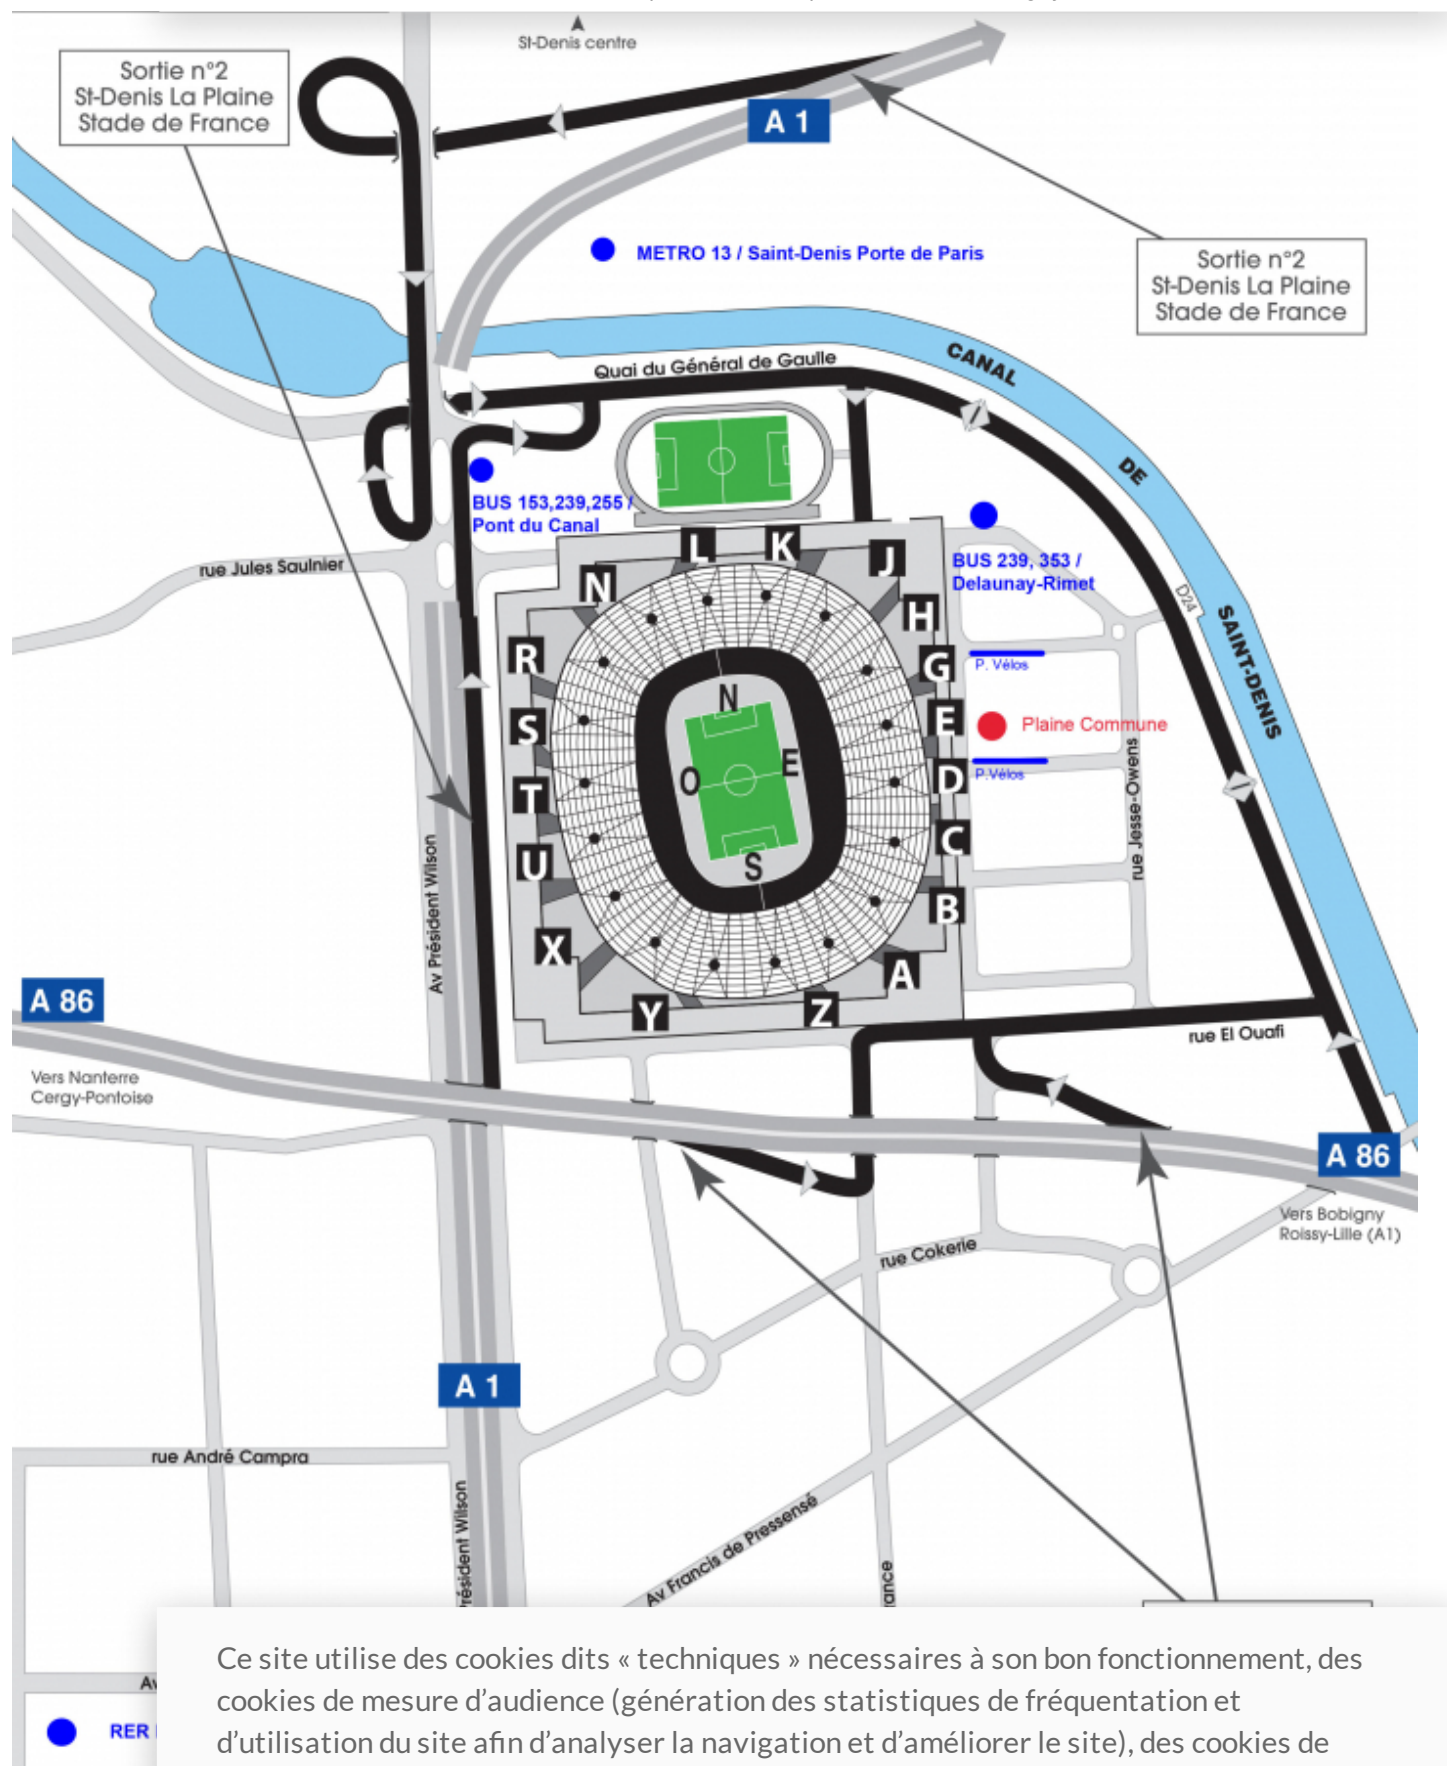 St-Denis centre
Sortie n°2
St-Denis La Plaine
Stade de France
A 1
METRO 13 / Saint-Denis Porte de Paris
Sortie n°2
St-Denis La Plaine
Stade de France
CANAL
DE
SAINT-DENIS
Quai du Général de Gaulle
BUS 153,239,255 /
Pont du Canal
rue Jules Saulnier
BUS 239, 353 /
Delaunay-Rimet
D24
L
K
J
N
H
R
G
P. Vélos
S
E
Plaine Commune
T
D
P.Vélos
U
C
X
B
Y
Z
A
N
O
E
S
rue Jesse-Owens
Av Président Wilson
A 86
Vers Nanterre
Cergy-Pontoise
rue El Ouafi
A 86
Vers Bobigny
Roissy-Lille (A1)
rue Cokerie
A 1
rue André Campra
Président Wilson
Av Francis de Pressensé
rance
Av
RER
Ce site utilise des cookies dits « techniques » nécessaires à son bon fonctionnement, des
cookies de mesure d’audience (génération des statistiques de fréquentation et
d’utilisation du site afin d’analyser la navigation et d’améliorer le site), des cookies de